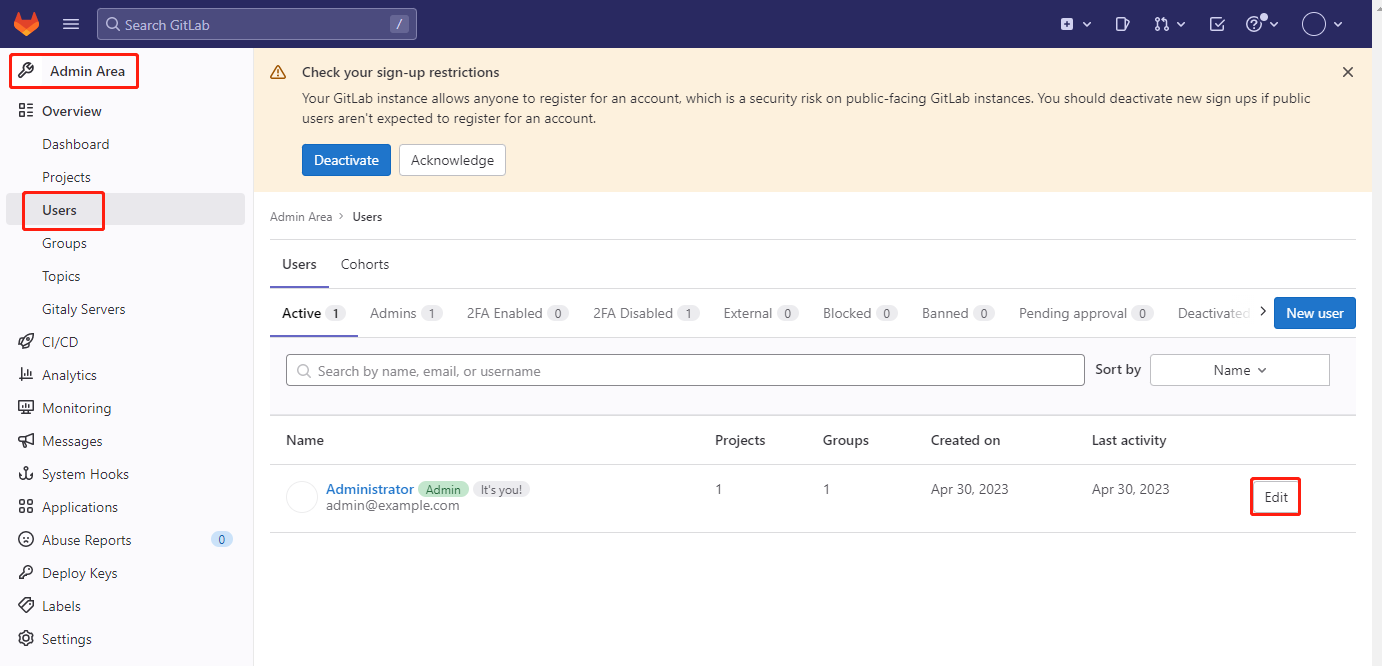 Search GitLab /
Admin Area
Overview
Dashboard
Projects
Users
Groups
Topics
Gitaly Servers
CI/CD
Analytics
Monitoring
Messages
System Hooks
Applications
Abuse Reports 0
Deploy Keys
Labels
Settings
Check your sign-up restrictions
Your GitLab instance allows anyone to register for an account, which is a security risk on public-facing GitLab instances. You should deactivate new sign ups if public
users aren't expected to register for an account.
Deactivate Acknowledge
Admin Area > Users
Users Cohorts
Active 1 Admins 1 2FA Enabled 0 2FA Disabled 1 External 0 Blocked 0 Banned 0 Pending approval 0 Deactivated New user
Search by name, email, or username Sort by Name
Name Projects Groups Created on Last activity
Administrator Admin It's you! 1 1 Apr 30, 2023 Apr 30, 2023 Edit
admin@example.com